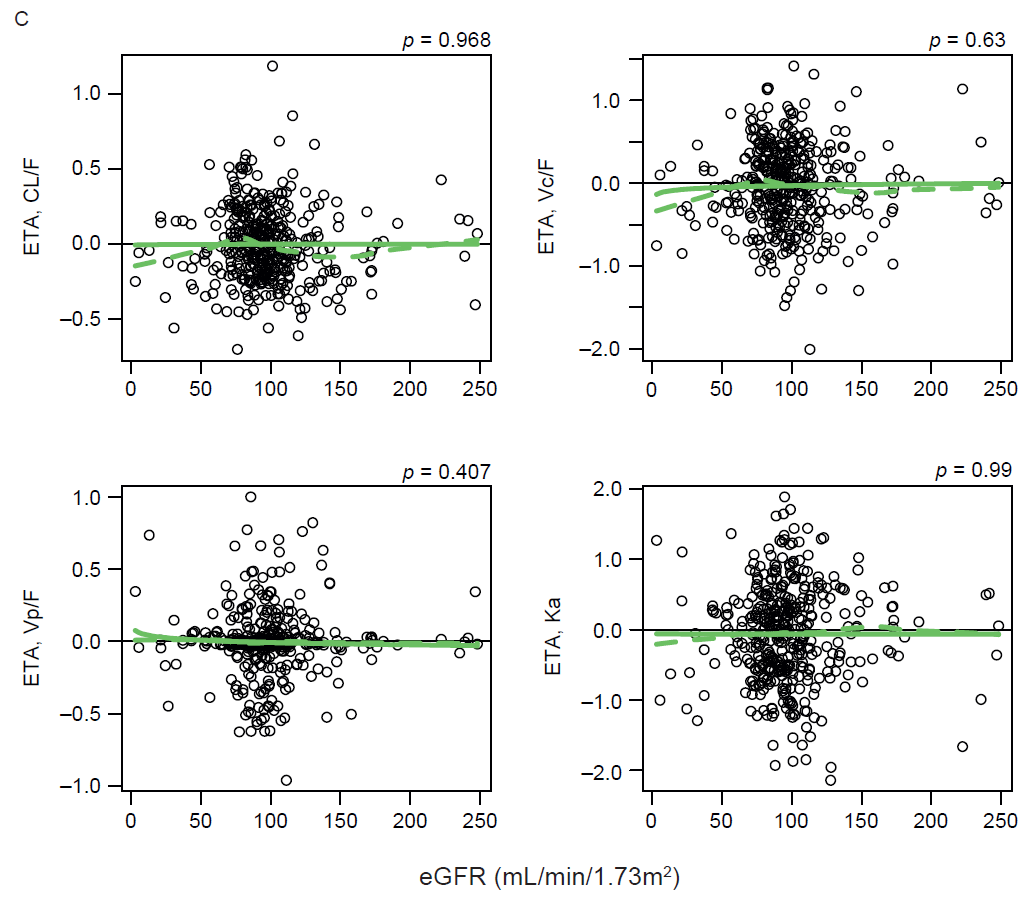 C
p = 0.968
ETA, CL/F
1.0
0.5
0.0
–0.5
0 50 100 150 200 250
p = 0.63
ETA, Vc/F
1.0
0.0
–1.0
–2.0
0 50 100 150 200 250
p = 0.407
ETA, Vp/F
1.0
0.5
0.0
–0.5
–1.0
0 50 100 150 200 250
p = 0.99
ETA, Ka
2.0
1.0
0.0
–1.0
–2.0
0 50 100 150 200 250
eGFR (mL/min/1.73m²)